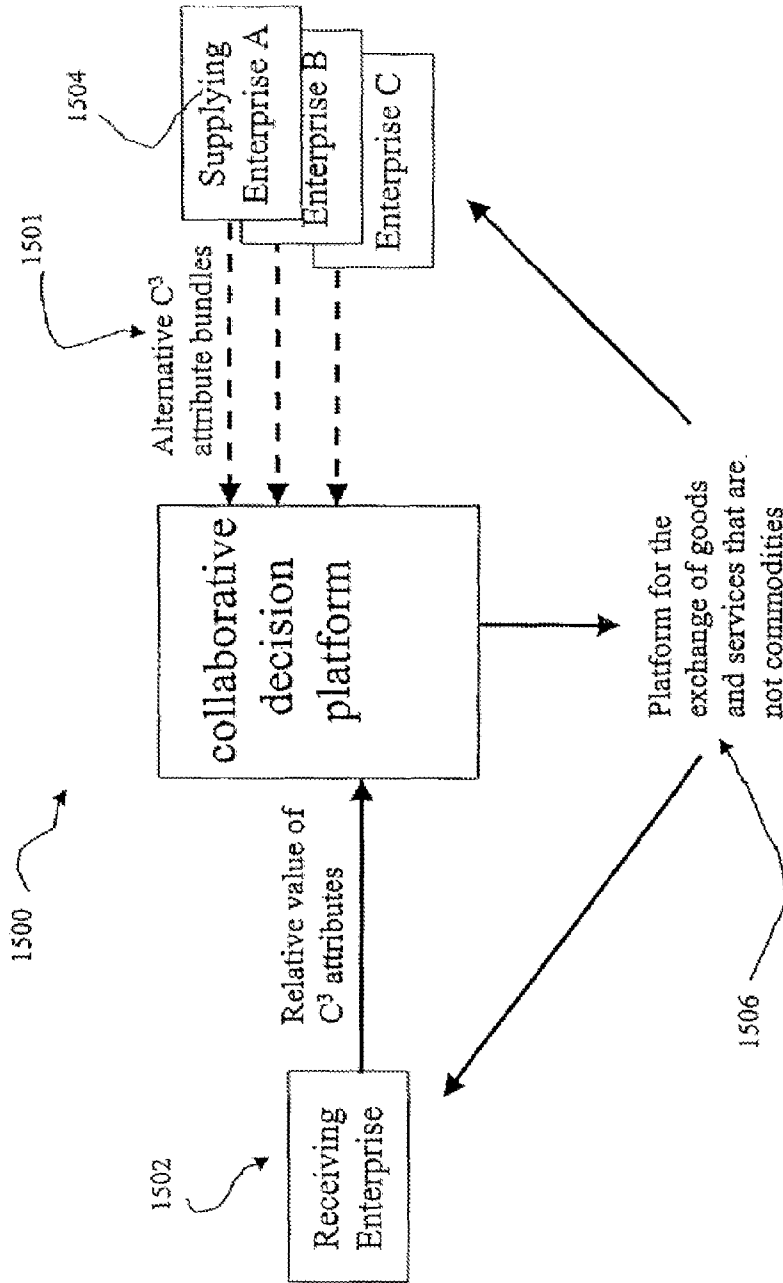 1500
1501
1504
Alternative C³
attribute bundles
Supplying
Enterprise A
Enterprise B
Enterprise C
collaborative
decision
platform
1502
Receiving
Enterprise
Relative value of
C³ attributes
Platform for the
exchange of goods
and services that are
not commodities
1506